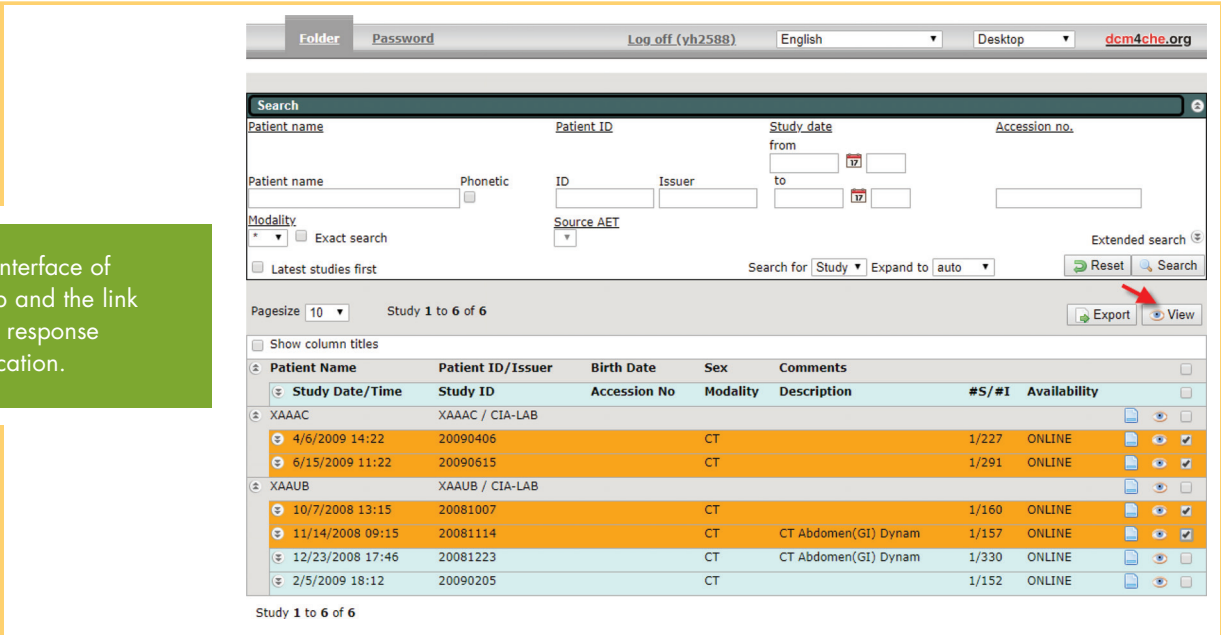 Folder Password Log off (yh2588) English Desktop dcm4che.org
Search
Patient name Patient ID Study date Accession no.
from
17
Patient name Phonetic ID Issuer to
17
Modality Source AET
* Exact search Extended search
Latest studies first Search for Study Expand to auto Reset Search
nterface of
and the link
response
Pagesize 10 Study 1 to 6 of 6 Export View
Show column titles
Patient Name Patient ID/Issuer Birth Date Sex Comments
Study Date/Time Study ID Accession No Modality Description #S/#I Availability
XAAAC XAAAC / CIA-LAB
4/6/2009 14:22 20090406 CT 1/227 ONLINE
6/15/2009 11:22 20090615 CT 1/291 ONLINE
XAAUB XAAUB / CIA-LAB
10/7/2008 13:15 20081007 CT 1/160 ONLINE
11/14/2008 09:15 20081114 CT CT Abdomen(GI) Dynam 1/157 ONLINE
12/23/2008 17:46 20081223 CT CT Abdomen(GI) Dynam 1/330 ONLINE
2/5/2009 18:12 20090205 CT 1/152 ONLINE
Study 1 to 6 of 6